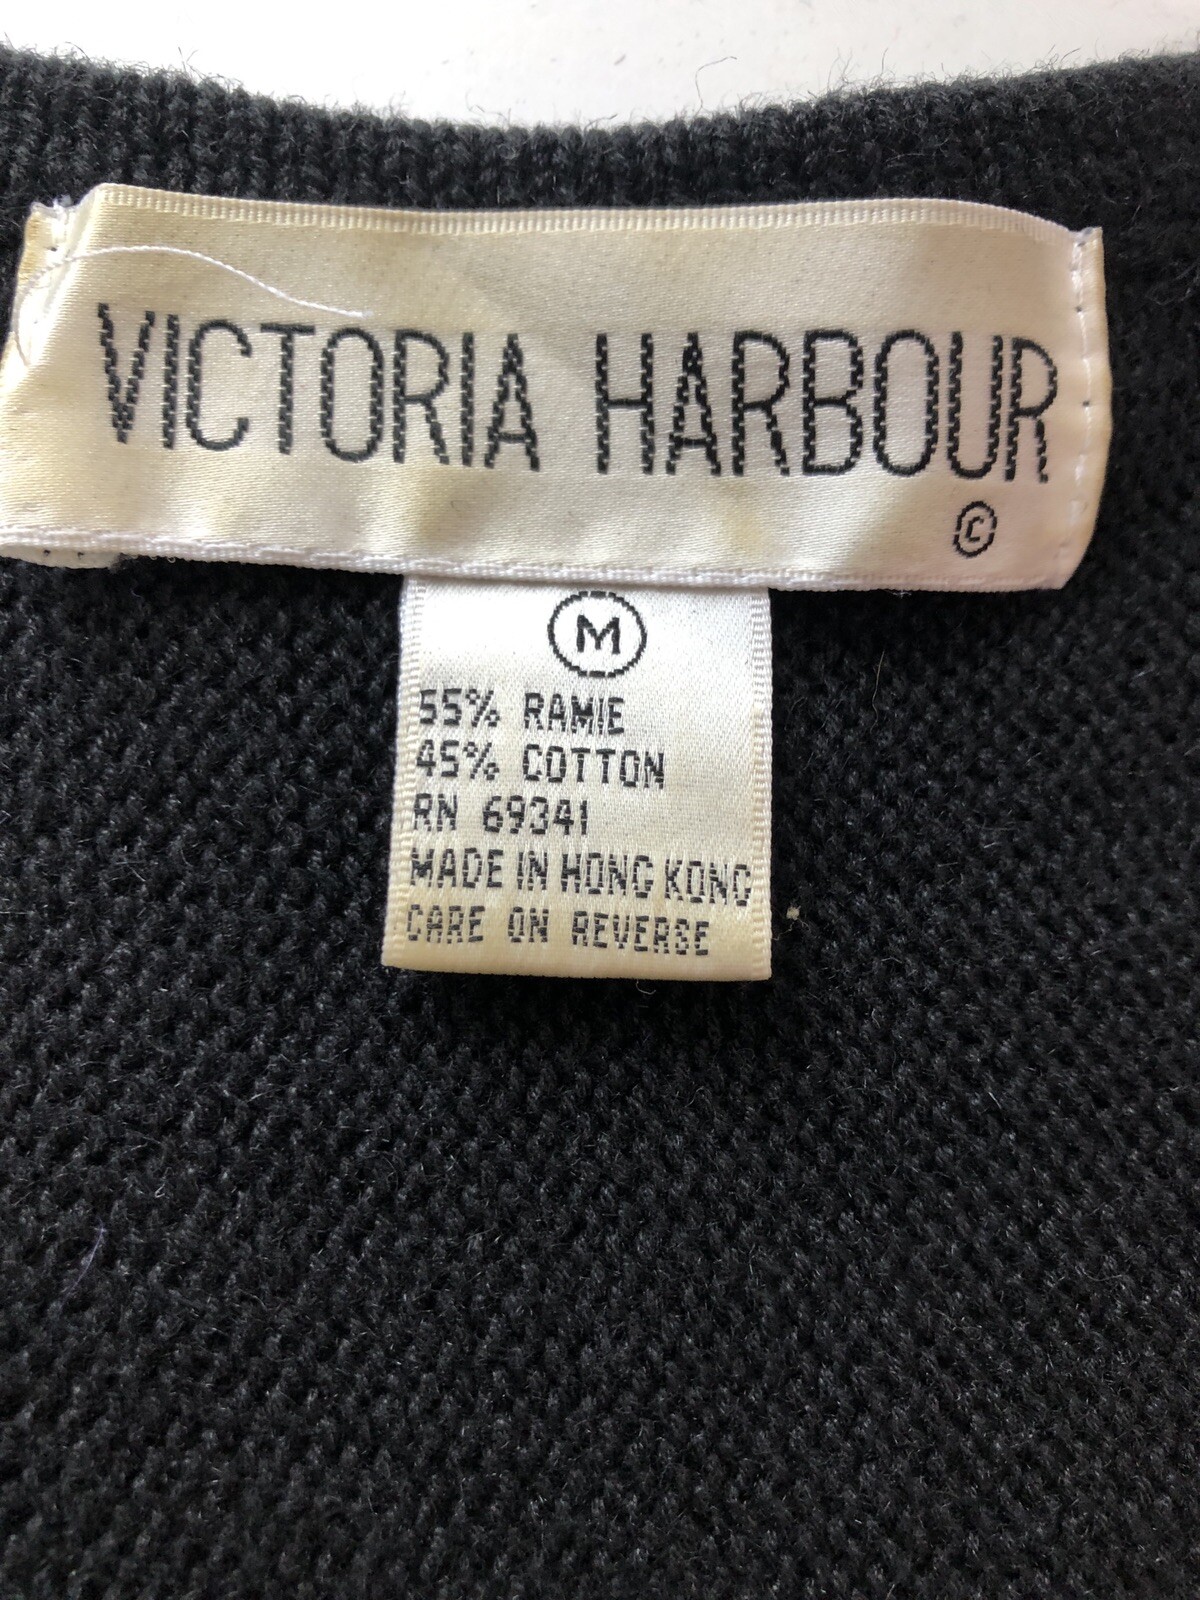 VICTORIA HARBOUR
©
M
55% RAMIE
45% COTTON
RN 69341
MADE IN HONG KONG
CARE ON REVERSE